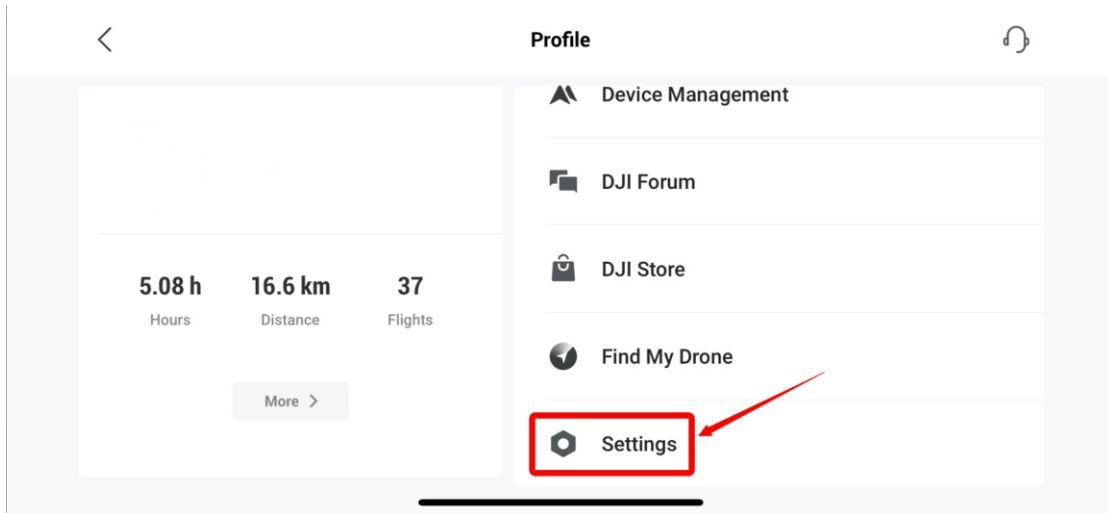 Profile
5.08 h 16.6 km 37
Hours Distance Flights
More
Device Management
DJI Forum
DJI Store
Find My Drone
Settings